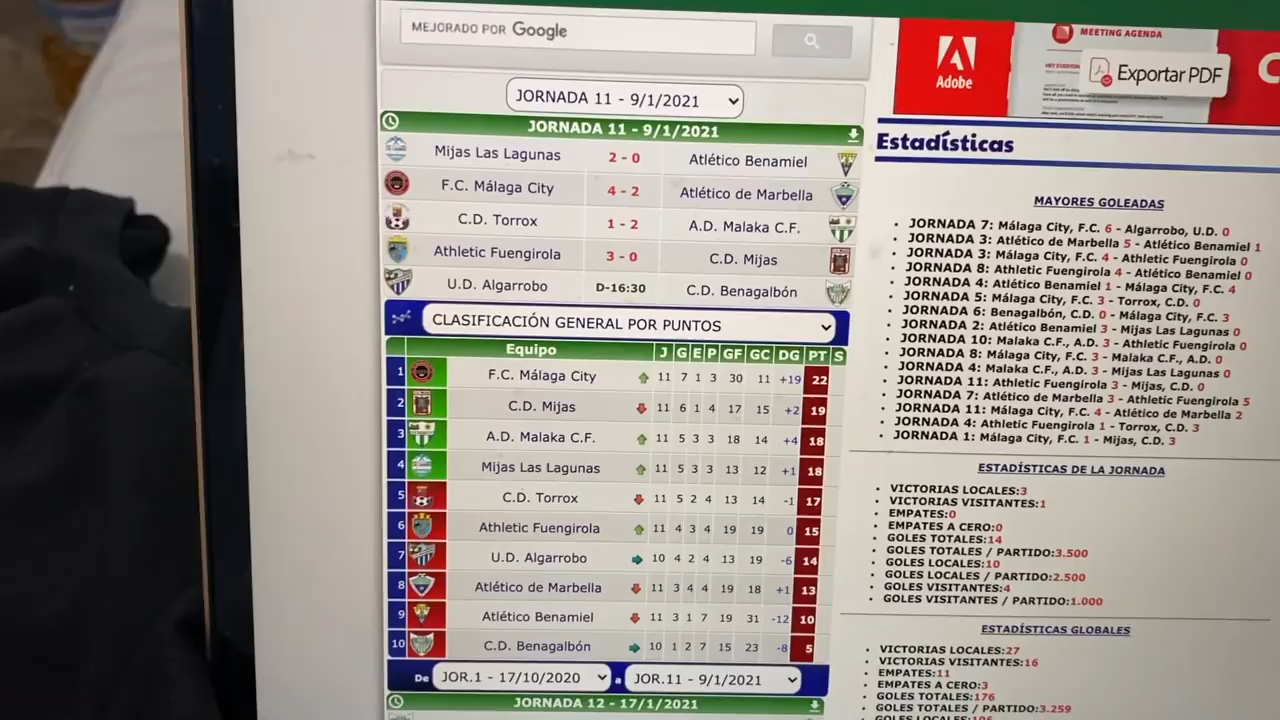 MEJORADO POR Google
JORNADA 11 - 9/1/2021
JORNADA 11 - 9/1/2021
Mijas Las Lagunas 2 - 0 Atlético Benamiel
F.C. Málaga City 4 - 2 Atlético de Marbella
C.D. Torrox 1 - 2 A.D. Malaka C.F.
Athletic Fuengirola 3 - 0 C.D. Mijas
U.D. Algarrobo D-16:30 C.D. Benagalbón
CLASIFICACIÓN GENERAL POR PUNTOS
Equipo J G E P GF GC DG PT S
1 F.C. Málaga City 11 7 1 3 30 11 +19 22
2 C.D. Mijas 11 6 1 4 17 15 +2 19
3 A.D. Malaka C.F. 11 5 3 3 18 14 +4 18
4 Mijas Las Lagunas 11 5 3 3 13 12 +1 18
5 C.D. Torrox 11 5 2 4 13 14 -1 17
6 Athletic Fuengirola 11 4 3 4 19 19 0 15
7 U.D. Algarrobo 10 4 2 4 13 19 -6 14
8 Atlético de Marbella 11 3 4 4 19 18 +1 13
9 Atlético Benamiel 11 3 1 7 19 31 -12 10
10 C.D. Benagalbón 10 1 2 7 15 23 -8 5
De JOR.1 - 17/10/2020 a JOR.11 - 9/1/2021
JORNADA 12 - 17/1/2021
Adobe
MEETING AGENDA
Exportar PDF
Estadísticas
MAYORES GOLEADAS
JORNADA 7: Málaga City, F.C. 6 - Algarrobo, U.D. 0
JORNADA 3: Atlético de Marbella 5 - Atlético Benamiel 1
JORNADA 3: Málaga City, F.C. 4 - Athletic Fuengirola 0
JORNADA 8: Athletic Fuengirola 4 - Atlético Benamiel 0
JORNADA 4: Atlético Benamiel 1 - Málaga City, F.C. 4
JORNADA 5: Málaga City, F.C. 3 - Torrox, C.D. 0
JORNADA 6: Benagalbón, C.D. 0 - Málaga City, F.C. 3
JORNADA 2: Atlético Benamiel 3 - Mijas Las Lagunas 0
JORNADA 10: Malaka C.F., A.D. 3 - Athletic Fuengirola 0
JORNADA 8: Málaga City, F.C. 3 - Malaka C.F., A.D. 0
JORNADA 4: Malaka C.F., A.D. 3 - Mijas Las Lagunas 0
JORNADA 11: Athletic Fuengirola 3 - Mijas, C.D. 0
JORNADA 7: Atlético de Marbella 3 - Athletic Fuengirola 5
JORNADA 11: Málaga City, F.C. 4 - Atlético de Marbella 2
JORNADA 4: Athletic Fuengirola 1 - Torrox, C.D. 3
JORNADA 1: Málaga City, F.C. 1 - Mijas, C.D. 3
ESTADÍSTICAS DE LA JORNADA
VICTORIAS LOCALES:3
VICTORIAS VISITANTES:1
EMPATES:0
EMPATES A CERO:0
GOLES TOTALES:14
GOLES TOTALES / PARTIDO:3.500
GOLES LOCALES:10
GOLES LOCALES / PARTIDO:2.500
GOLES VISITANTES:4
GOLES VISITANTES / PARTIDO:1.000
ESTADÍSTICAS GLOBALES
VICTORIAS LOCALES:27
VICTORIAS VISITANTES:16
EMPATES:11
EMPATES A CERO:3
GOLES TOTALES:176
GOLES TOTALES / PARTIDO:3.259